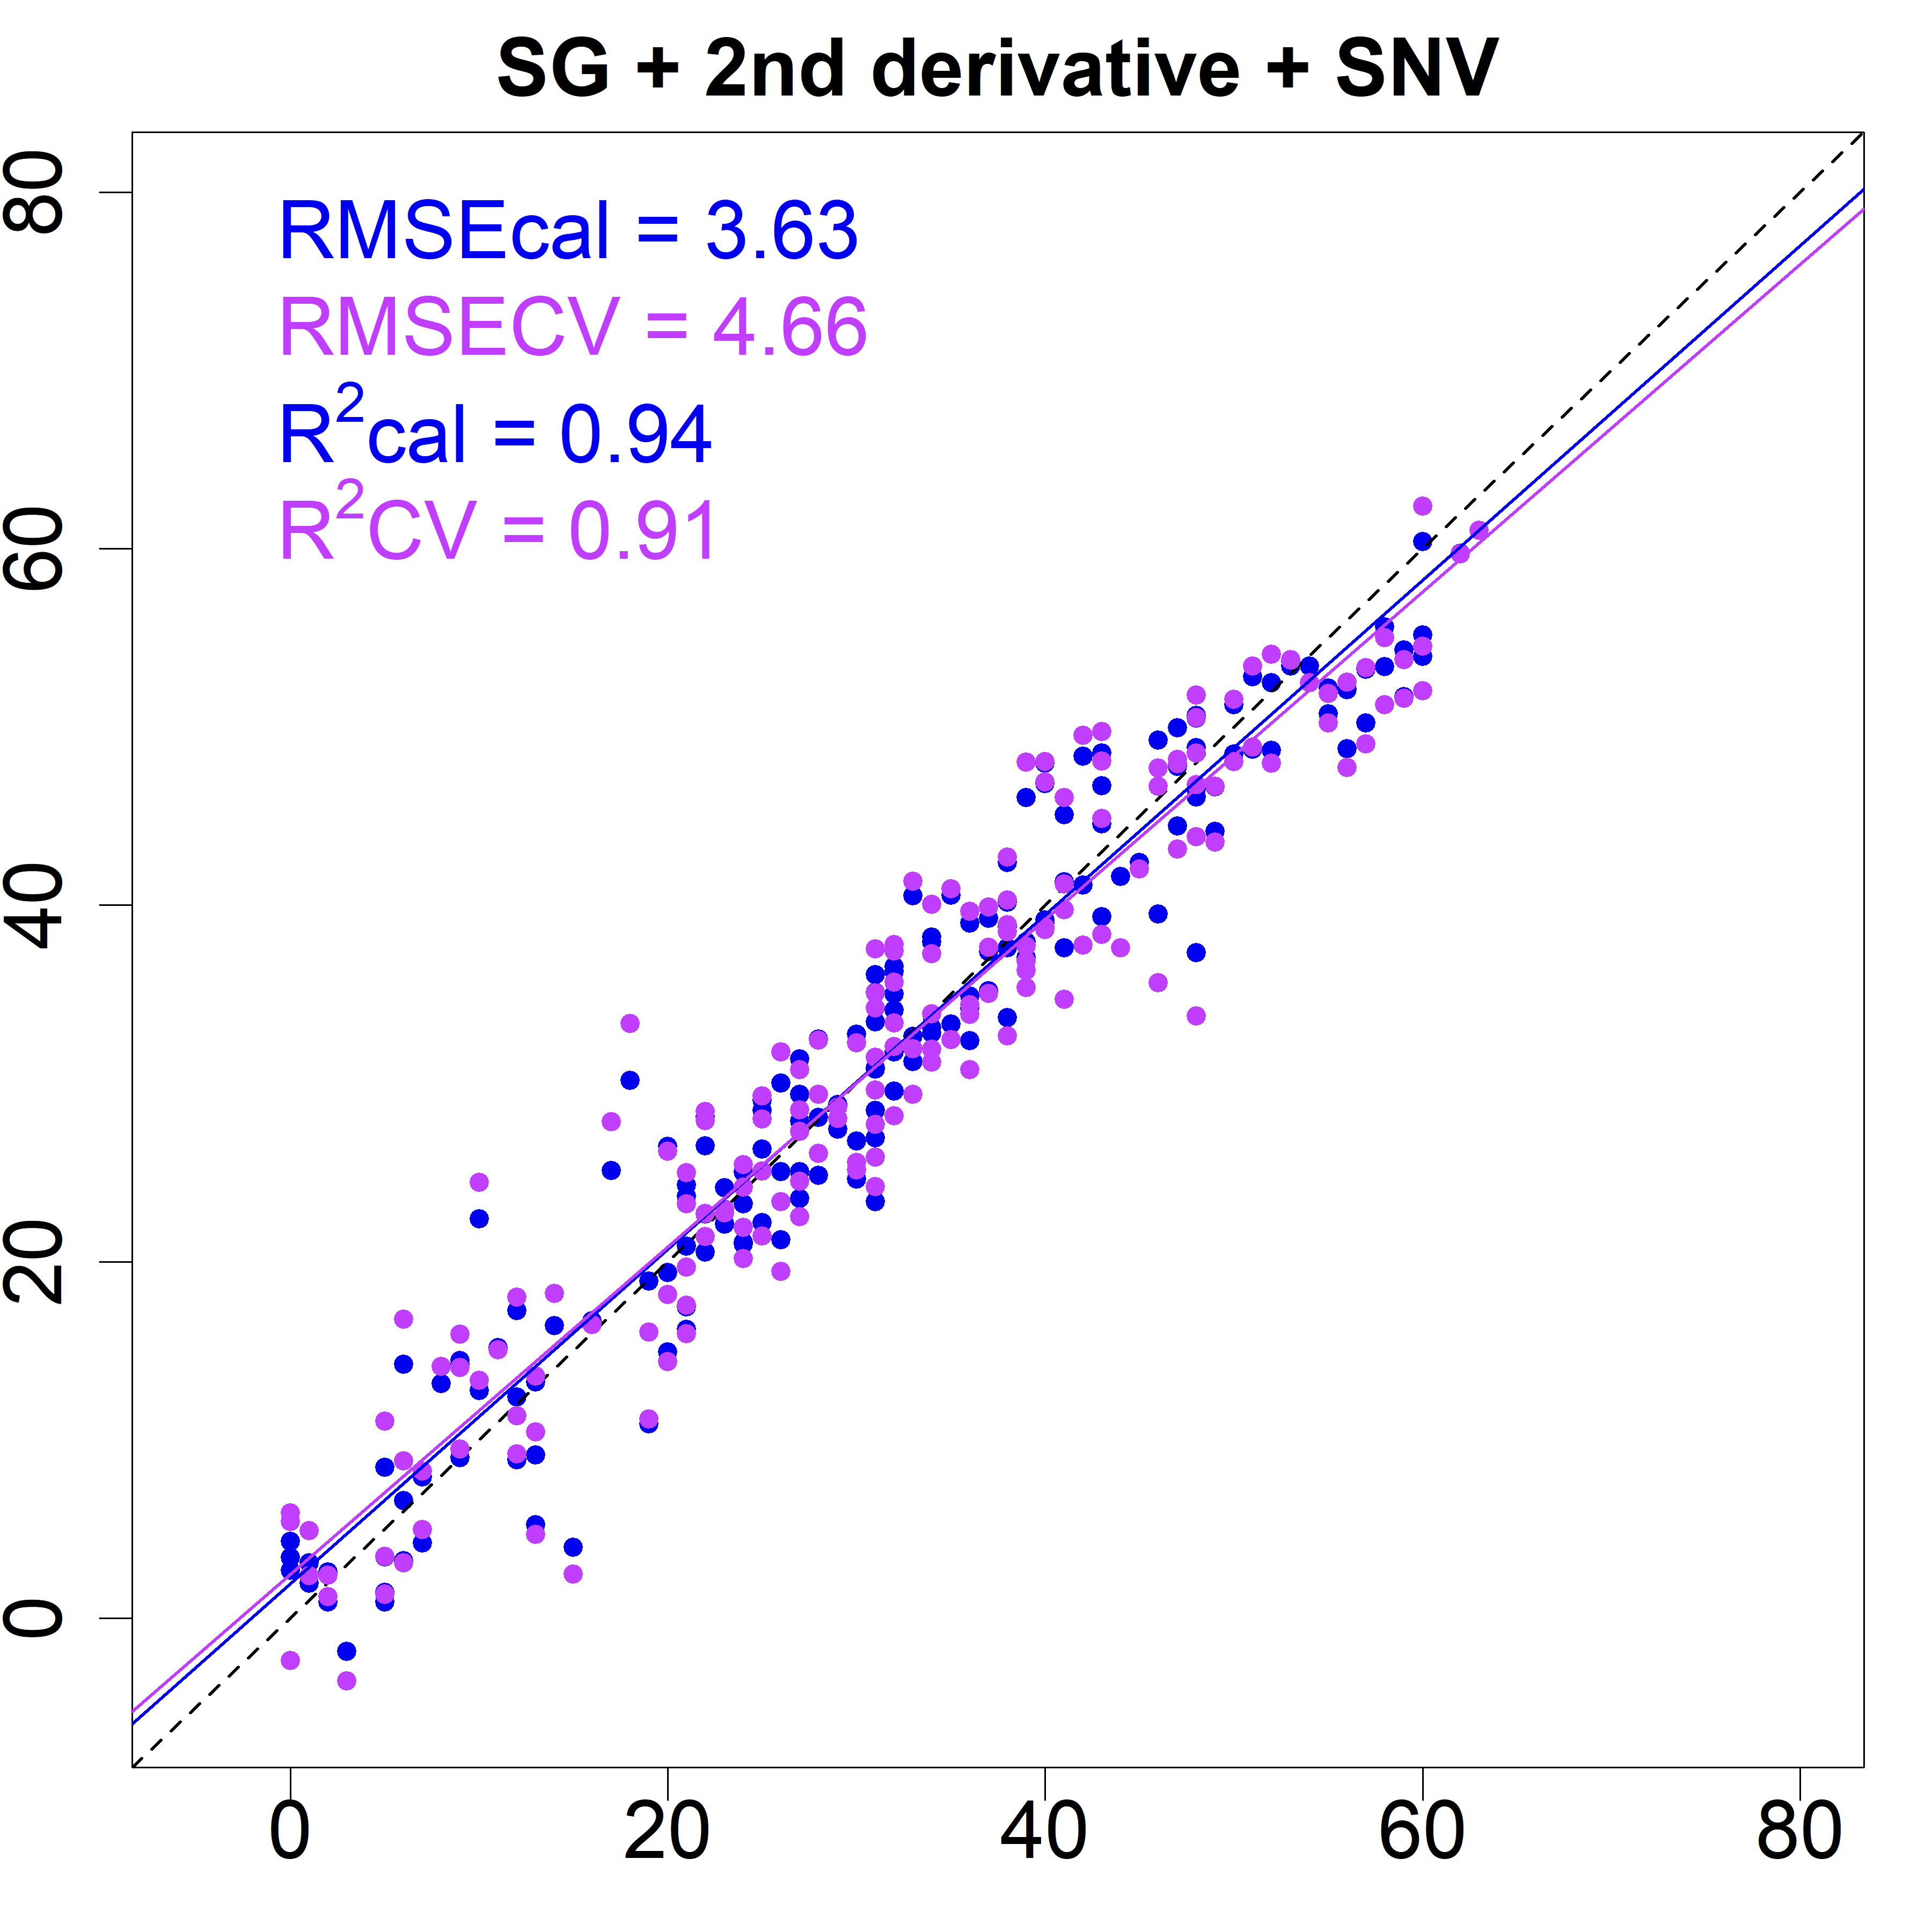 SG + 2nd derivative + SNV
RMSEcal = 3.63
RMSECV = 4.66
R²cal = 0.94
R²CV = 0.91
80
60
40
20
0
0 20 40 60 80